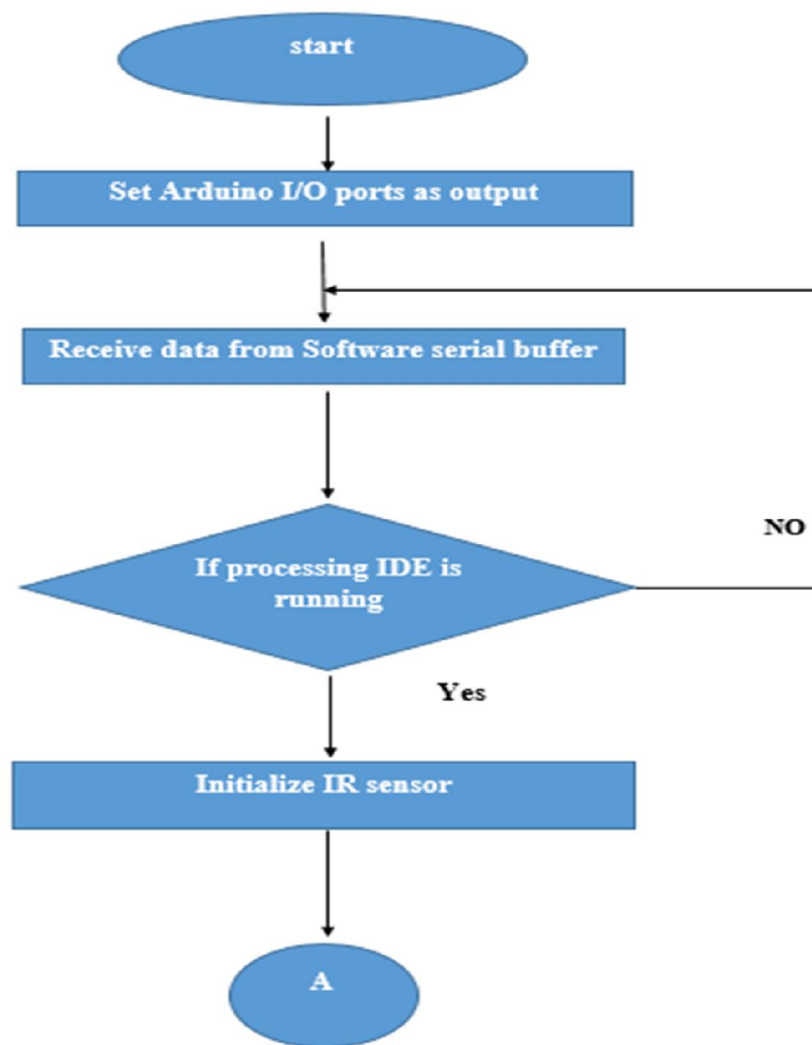 start
Set Arduino I/O ports as output
Receive data from Software serial buffer
If processing IDE is
running
NO
Yes
Initialize IR sensor
A